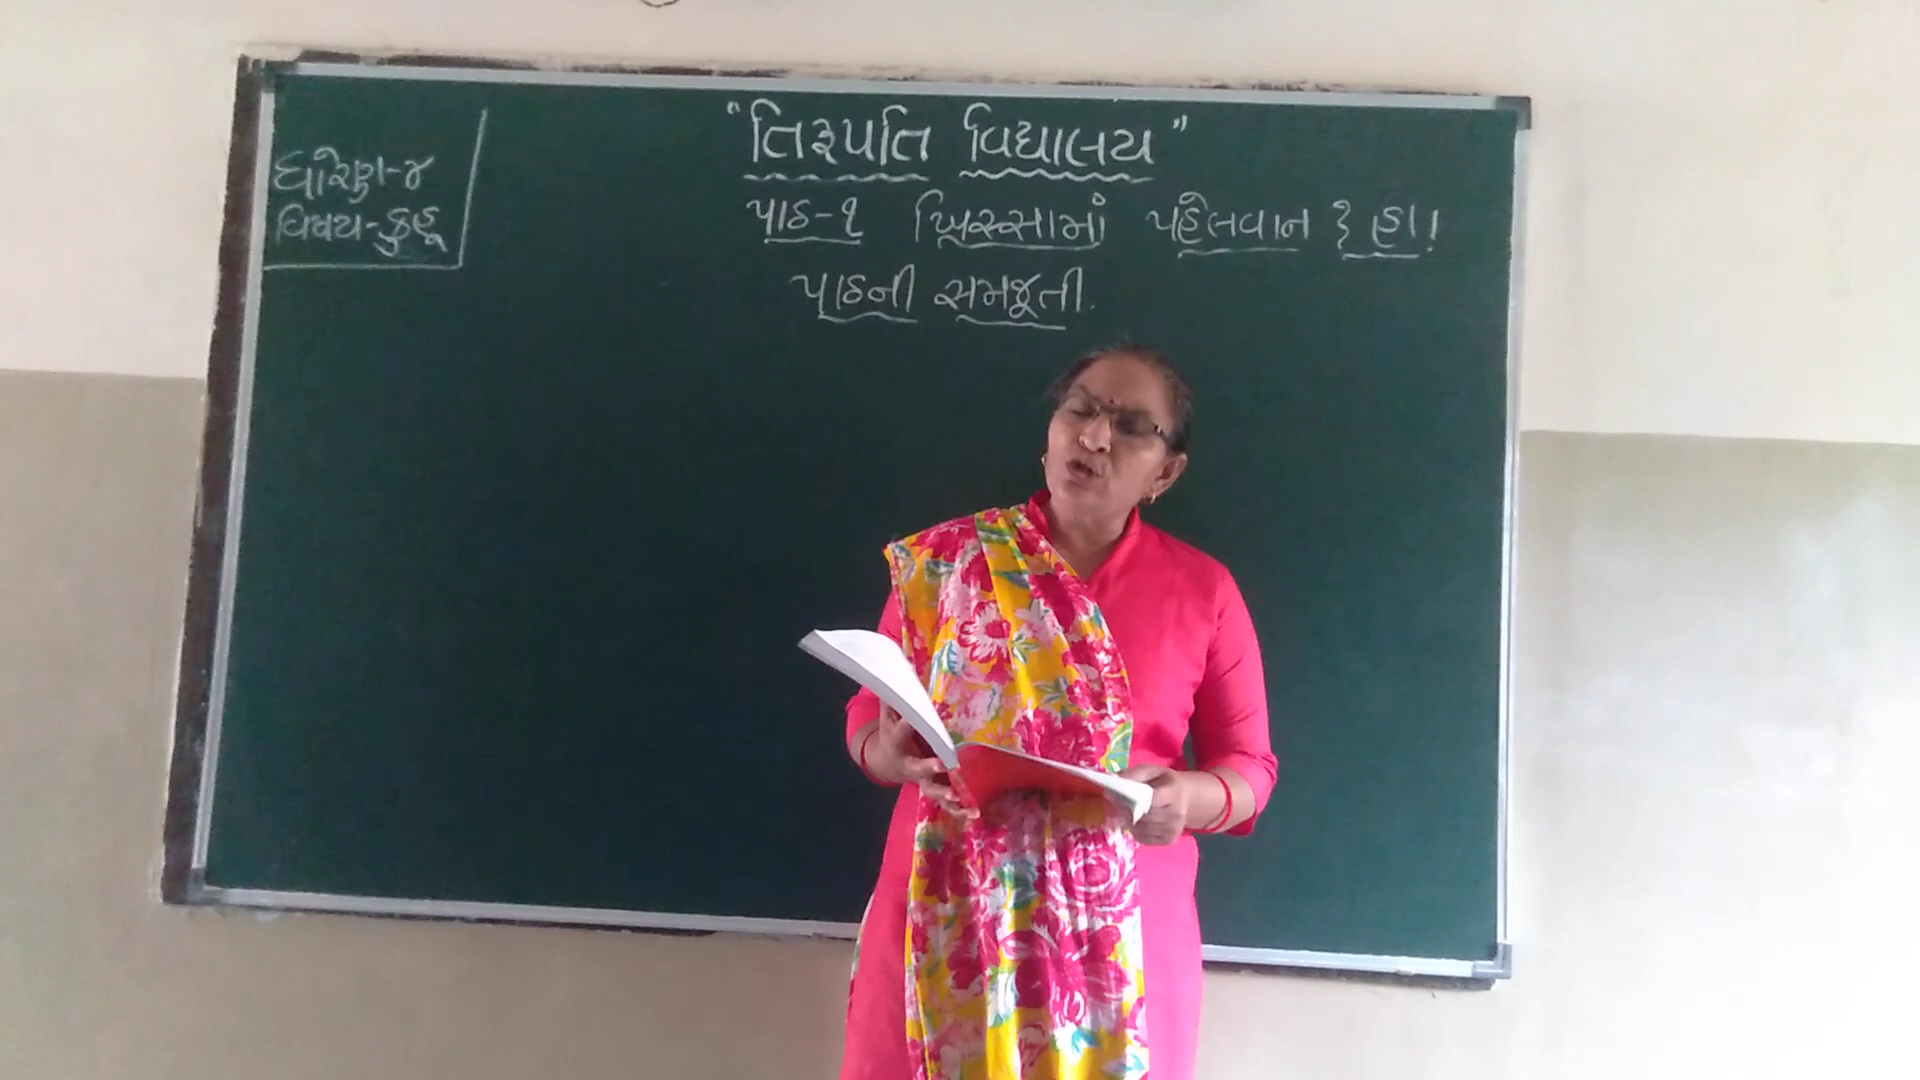 "તિરૂપતિ વિદ્યાલય"
ધોરણ-૪
વિષય-કુહૂ
પાઠ-૧ ખિસ્સામાં પહેલવાન ? હા!
પાઠની સમજૂતી.